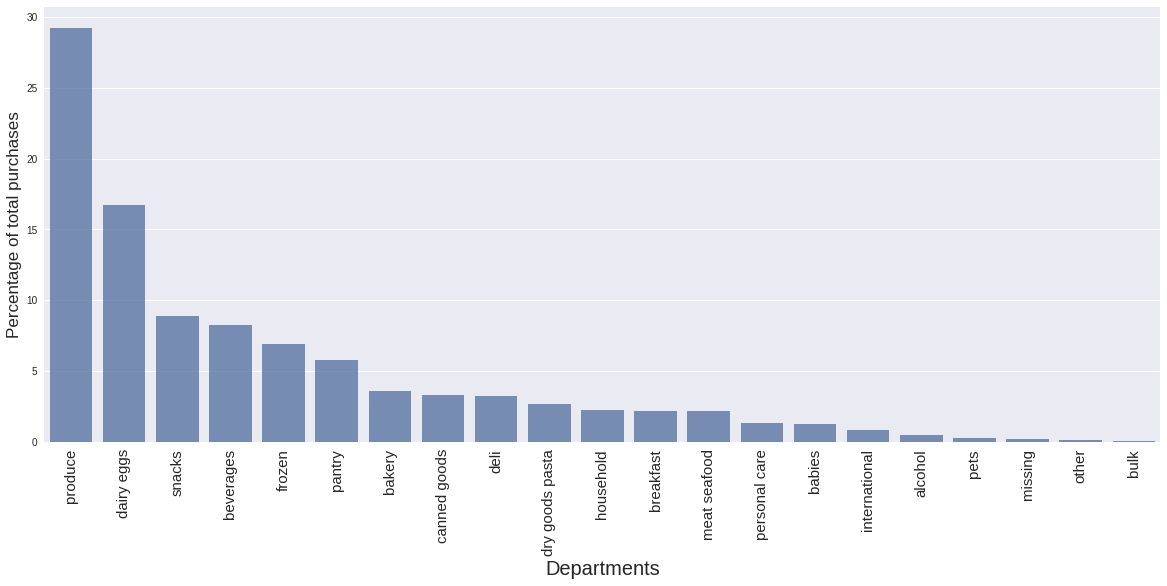 30
25
20
15
10
5
0
Percentage of total purchases
produce
dairy eggs
snacks
beverages
frozen
pantry
bakery
canned goods
deli
dry goods pasta
household
breakfast
meat seafood
personal care
babies
international
alcohol
pets
missing
other
bulk
Departments